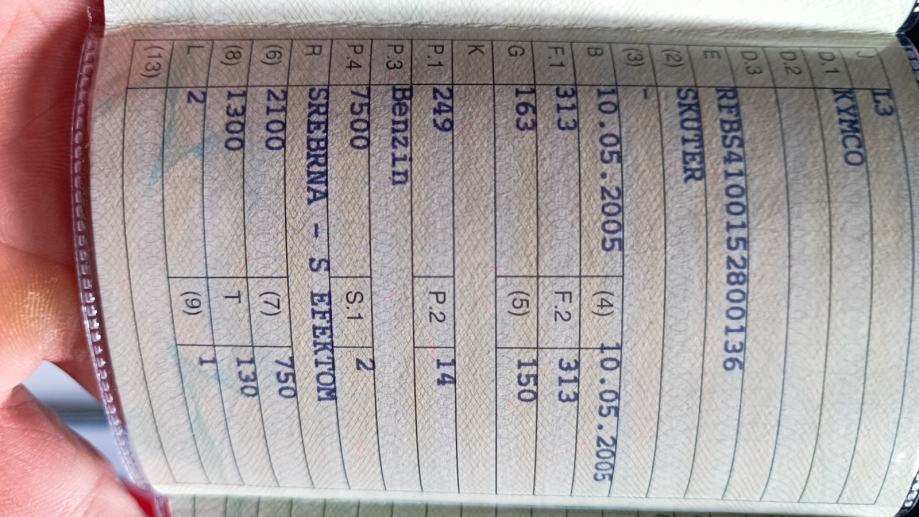 J L3
D.1 KYMCO
D.2
D.3
E RFBS4100152800136
(2) SKUTER
(3) -
B 10.05.2005 (4) 10.05.2005
F.1 313 F.2 313
G 163 (5) 150
K
P.1 249 P.2 14
P.3 Benzin
P.4 7500 S.1 2
R SREBRNA - S EFEKTOM
(6) 2100 (7) 750
(8) 1300 T 130
L 2 (9) 1
(13)